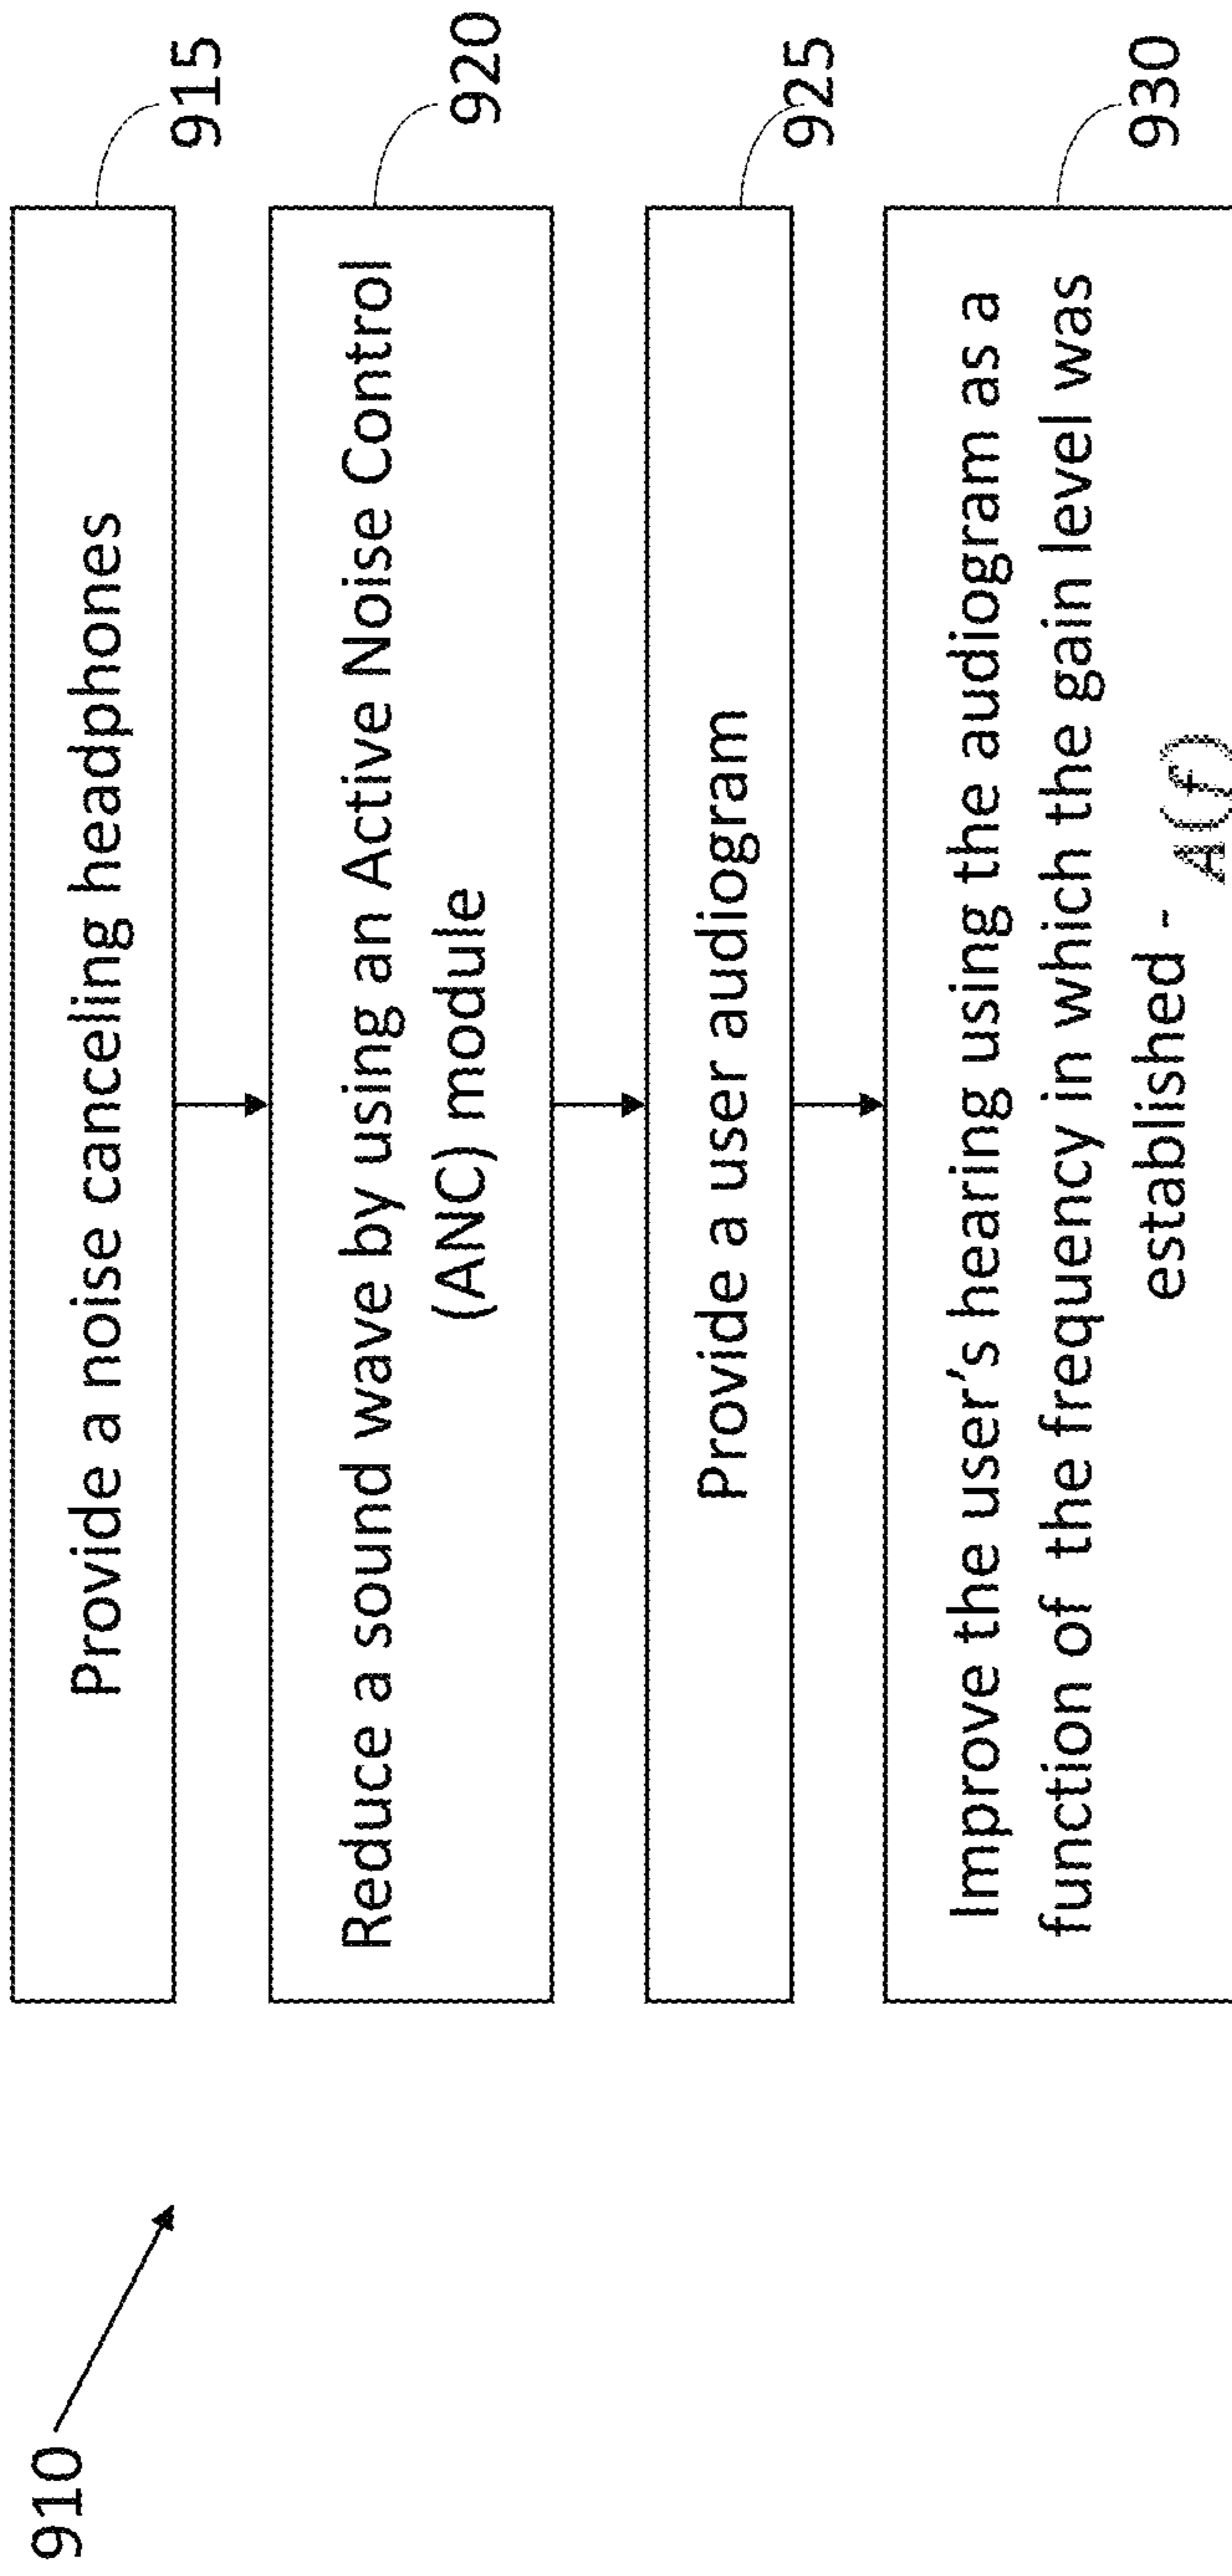 910
Provide a noise canceling headphones
915
Reduce a sound wave by using an Active Noise Control
(ANC) module
920
Provide a user audiogram
925
Improve the user's hearing using the audiogram as a
function of the frequency in which the gain level was
established - A(f)
930